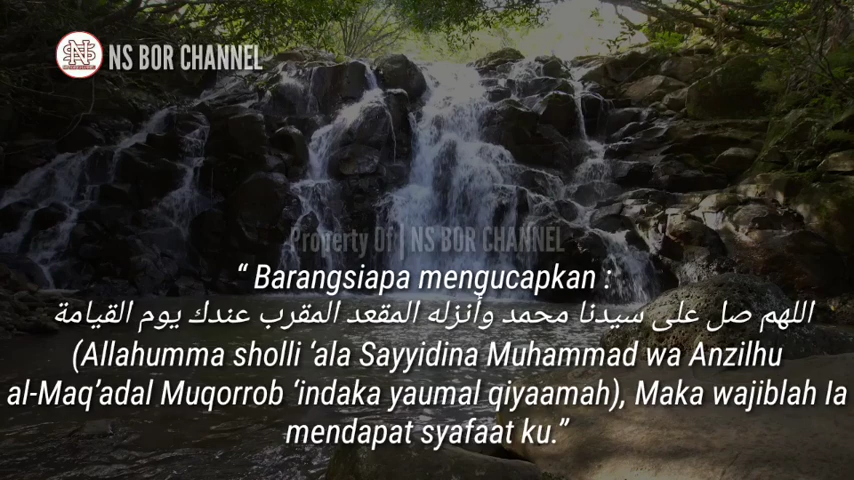 NS BOR CHANNEL
Property Of | NS BOR CHANNEL
“ Barangsiapa mengucapkan :
اللهم صل على سيدنا محمد وأنزله المقعد المقرب عندك يوم القيامة
(Allahumma sholli ‘ala Sayyidina Muhammad wa Anzilhu
al-Maq’adal Muqorrob ‘indaka yaumal qiyaamah), Maka wajiblah Ia
mendapat syafaat ku.”